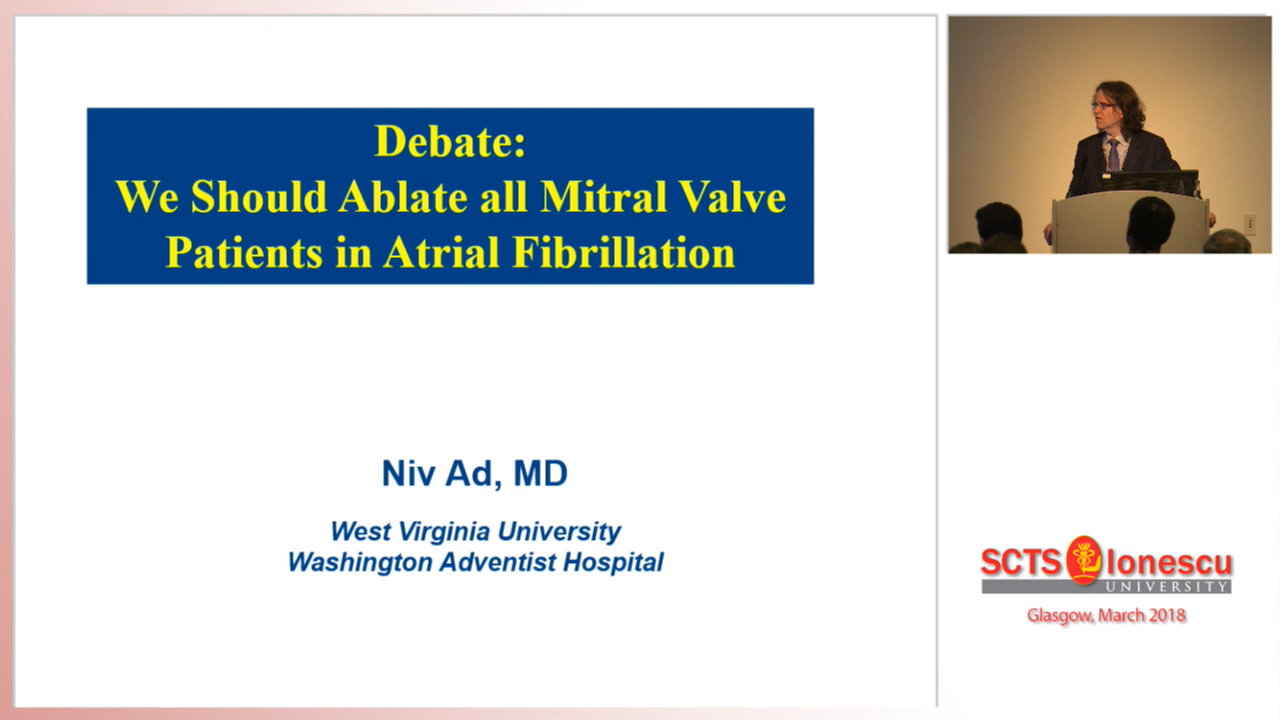 Debate:
We Should Ablate all Mitral Valve
Patients in Atrial Fibrillation
Niv Ad, MD
West Virginia University
Washington Adventist Hospital
SCTS Ionescu
UNIVERSITY
Glasgow, March 2018